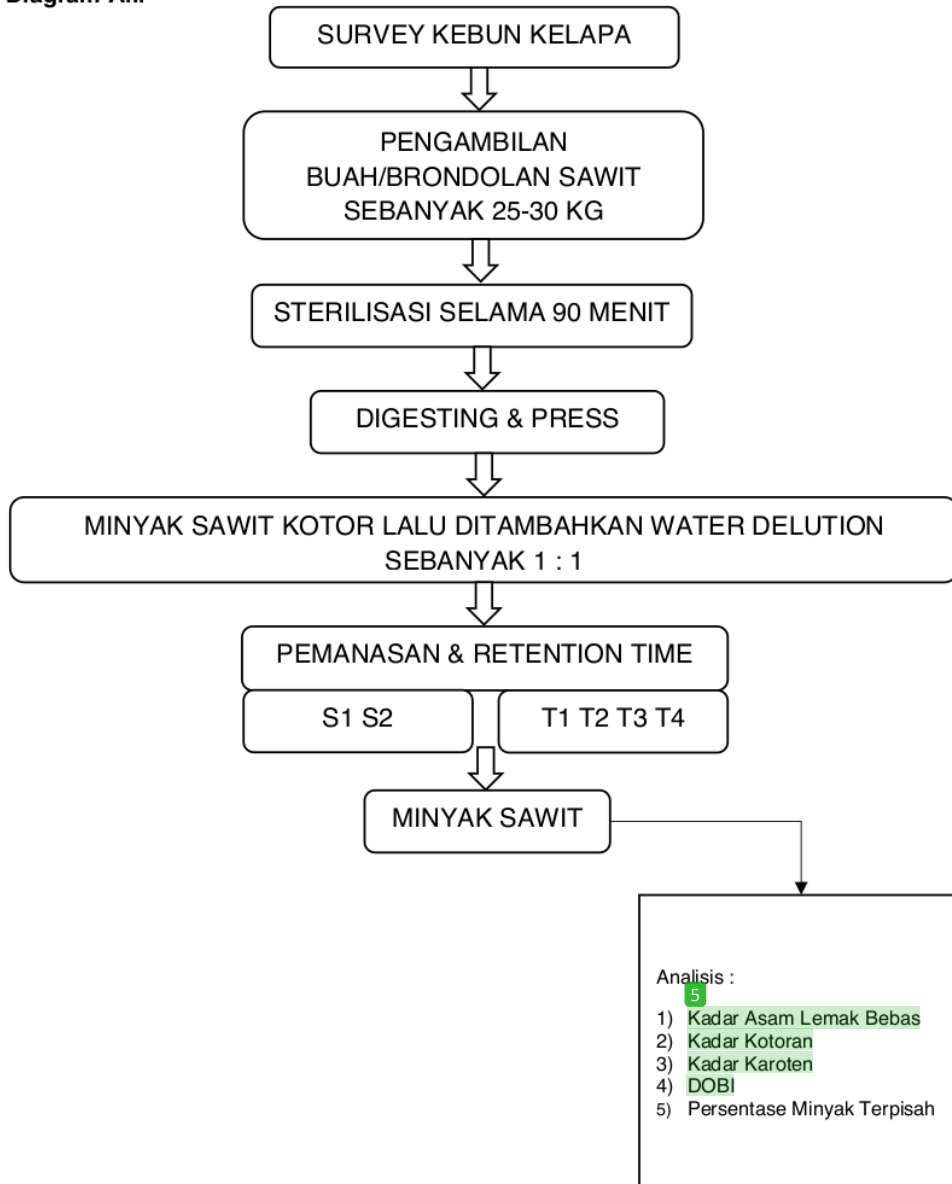 SURVEY KEBUN KELAPA
PENGAMBILAN
BUAH/BRONDOLAN SAWIT
SEBANYAK 25-30 KG
STERILISASI SELAMA 90 MENIT
DIGESTING & PRESS
MINYAK SAWIT KOTOR LALU DITAMBAHKAN WATER DELUTION
SEBANYAK 1 : 1
PEMANASAN & RETENTION TIME
S1 S2
T1 T2 T3 T4
MINYAK SAWIT
Analisis :
5
1) Kadar Asam Lemak Bebas
2) Kadar Kotoran
3) Kadar Karoten
4) DOBI
5) Persentase Minyak Terpisah